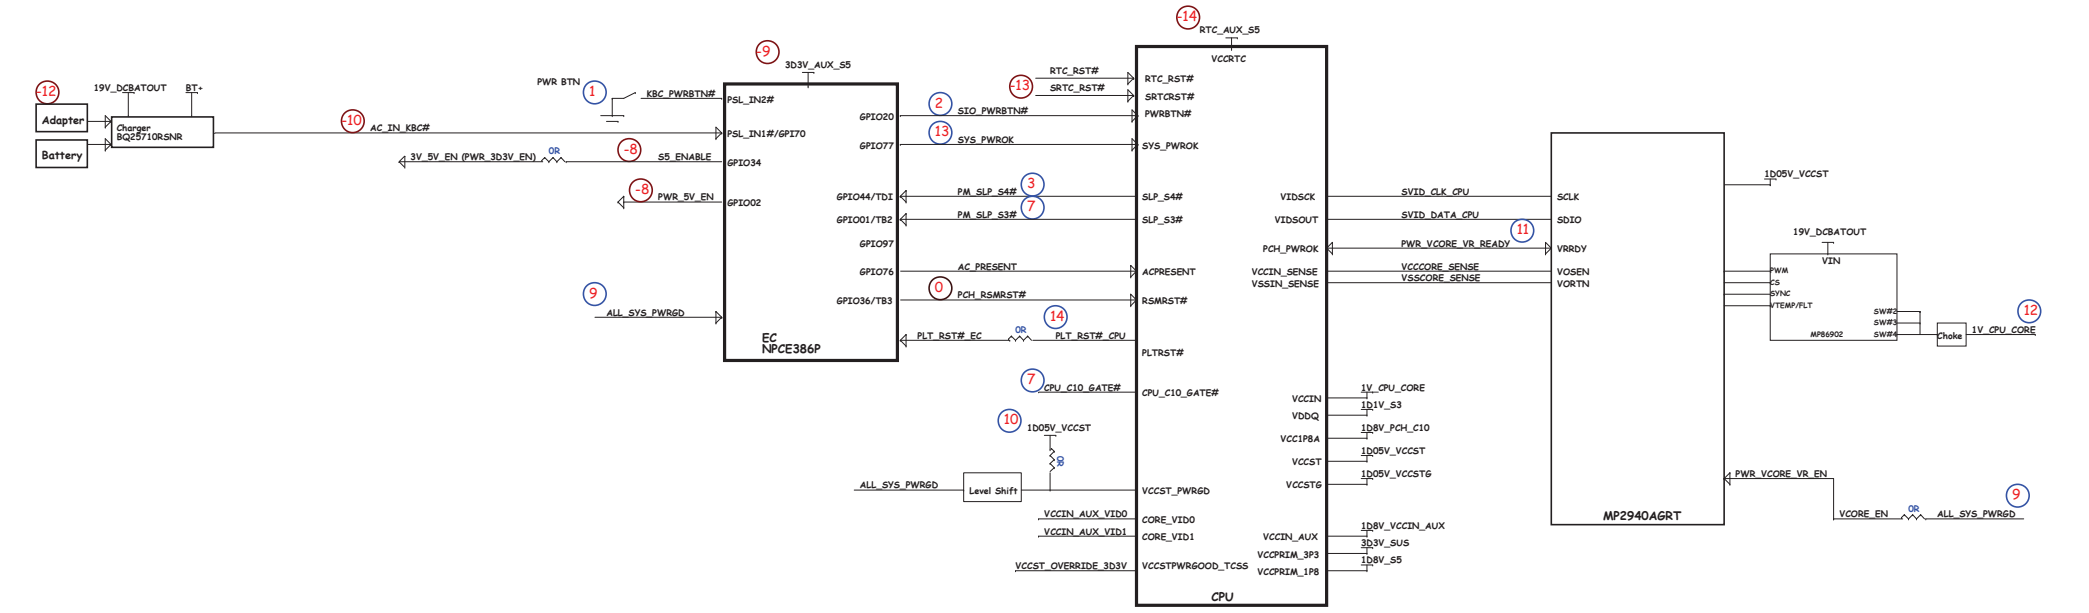 -12
Adapter
Battery
19V_DCBATOUT
BT+
Charger
BQ25710RSNR
-10
AC_IN_KBC#
3V_5V_EN (PWR_3D3V_EN)
0R
-8
S5_ENABLE
-8
PWR_5V_EN
PWR BTN
1
KBC_PWRBTN#
9
ALL_SYS_PWRGD
-9
3D3V_AUX_S5
PSL_IN2#
PSL_IN1#/GPI70
GPIO34
GPIO02
GPIO20
GPIO77
GPIO44/TDI
GPIO01/TB2
GPIO97
GPIO76
GPIO36/TB3
EC
NPCE386P
2
SIO_PWRBTN#
13
SYS_PWROK
3
PM_SLP_S4#
7
PM_SLP_S3#
AC_PRESENT
0
PCH_RSMRST#
PLT_RST#_EC
0R
14
PLT_RST#_CPU
7
CPU_C10_GATE#
10
1D05V_VCCST
0R
ALL_SYS_PWRGD
Level Shift
VCCIN_AUX_VID0
VCCIN_AUX_VID1
VCCST_OVERRIDE_3D3V
-14
RTC_AUX_S5
VCCRTC
-13
RTC_RST#
SRTC_RST#
RTC_RST#
SRTCRST#
PWRBTN#
SYS_PWROK
SLP_S4#
SLP_S3#
ACPRESENT
RSMRST#
PLTRST#
CPU_C10_GATE#
VCCST_PWRGD
CORE_VID0
CORE_VID1
VCCSTPWRGOOD_TCSS
VIDSCK
VIDSOUT
PCH_PWROK
VCCIN_SENSE
VSSIN_SENSE
VCCIN
VDDQ
VCC1P8A
VCCST
VCCSTG
VCCIN_AUX
VCCPRIM_3P3
VCCPRIM_1P8
CPU
SVID_CLK_CPU
SVID_DATA_CPU
11
PWR_VCORE_VR_READY
VCCCORE_SENSE
VSSCORE_SENSE
1V_CPU_CORE
1D1V_S3
1D8V_PCH_C10
1D05V_VCCST
1D05V_VCCSTG
1D8V_VCCIN_AUX
3D3V_SUS
1D8V_S5
SCLK
SDIO
VRRDY
VOSEN
VORTN
MP2940AGRT
1D05V_VCCST
19V_DCBATOUT
VIN
PWM
CS
SYNC
VTEMP/FLT
SW#2
SW#3
SW#4
MP86902
Choke
12
1V_CPU_CORE
PWR_VCORE_VR_EN
9
VCORE_EN
0R
ALL_SYS_PWRGD